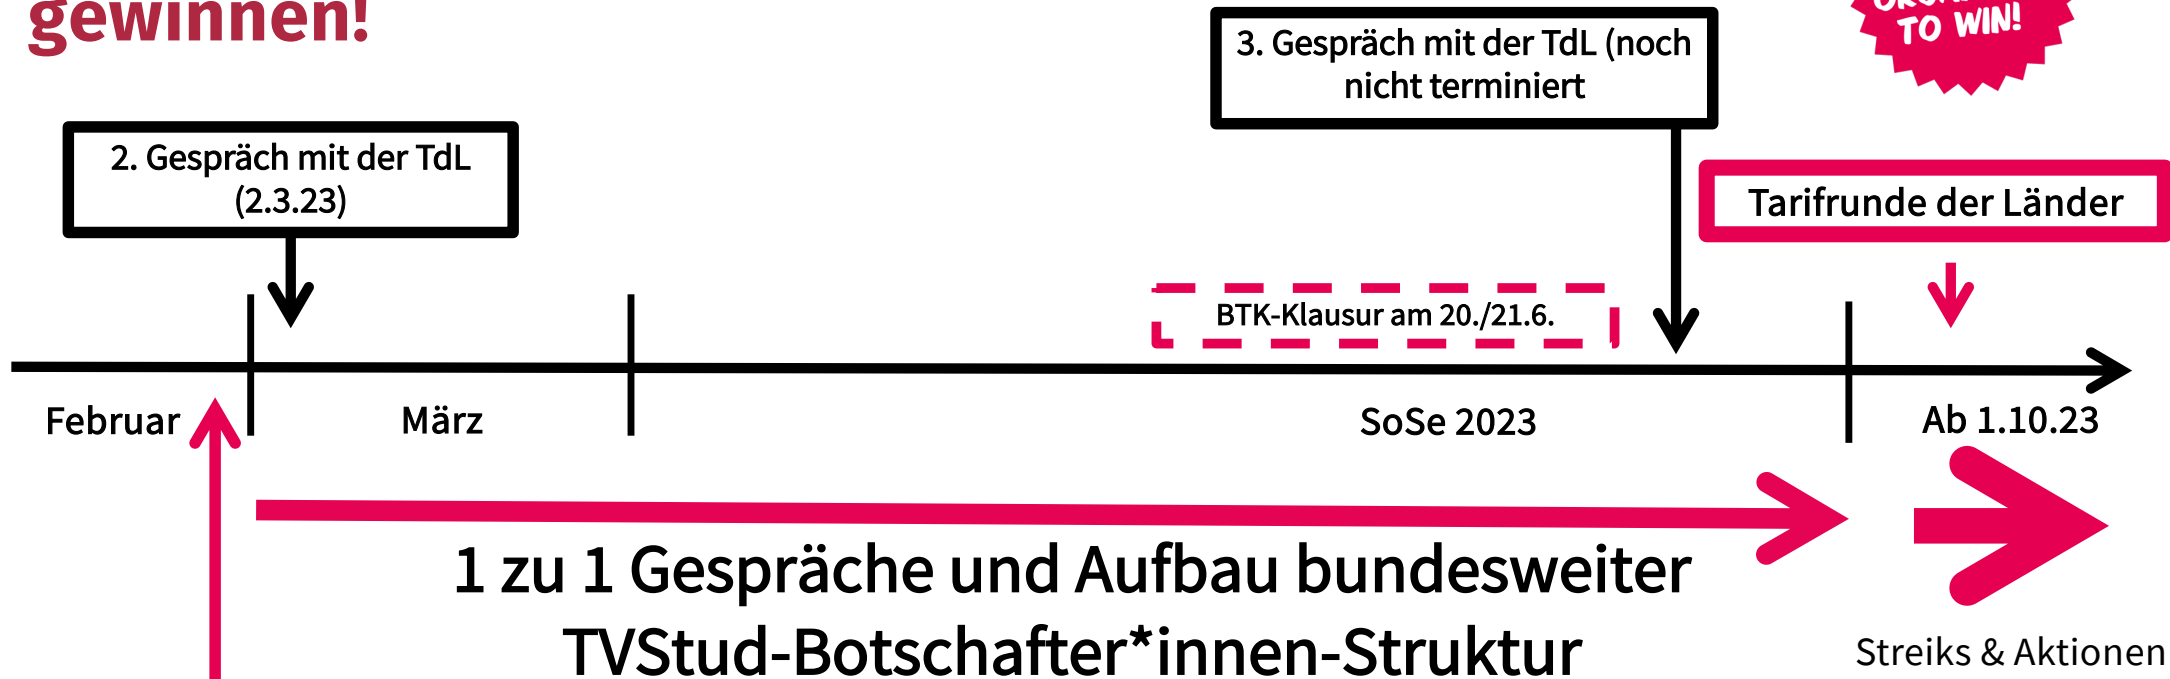 gewinnen!
TO WIN!
3. Gespräch mit der TdL (noch
nicht terminiert
2. Gespräch mit der TdL
(2.3.23)
Tarifrunde der Länder
BTK-Klausur am 20./21.6.
Februar
März
SoSe 2023
Ab 1.10.23
1 zu 1 Gespräche und Aufbau bundesweiter
TVStud-Botschafter*innen-Struktur
Streiks & Aktionen